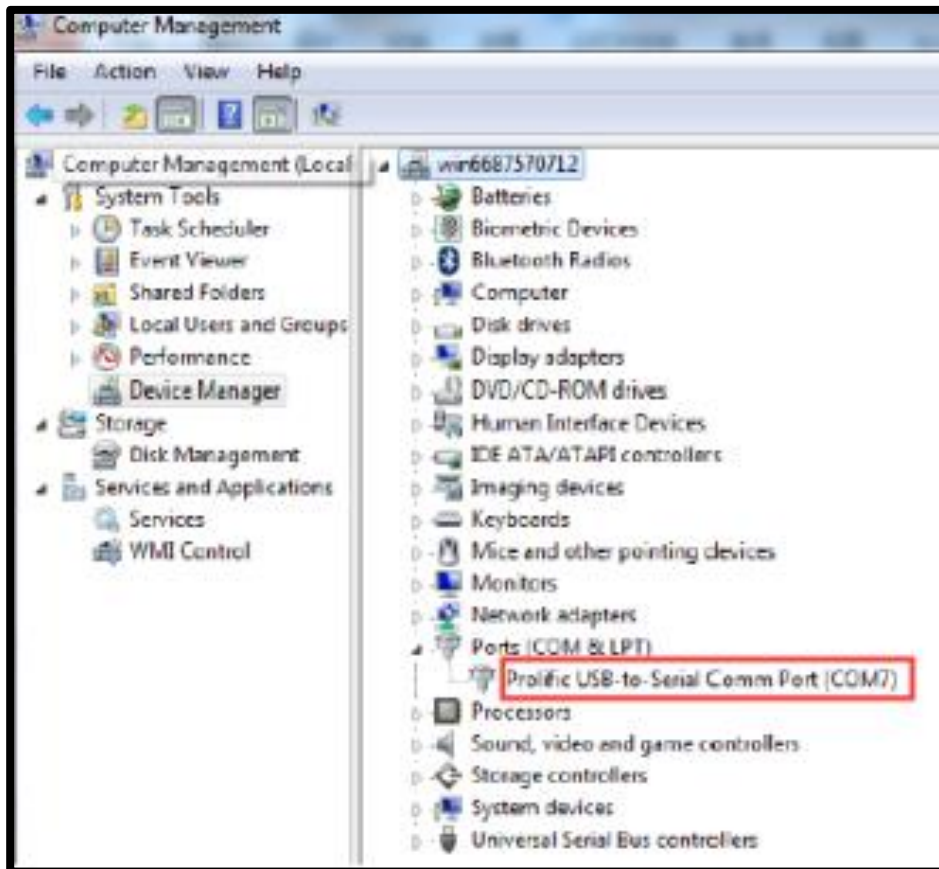 Computer Management
File Action View Help
Computer Management (Local
System Tools
Task Scheduler
Event Viewer
Shared Folders
Local Users and Groups
Performance
Device Manager
Storage
Disk Management
Services and Applications
Services
WMI Control
win6687570712
Batteries
Biometric Devices
Bluetooth Radios
Computer
Disk drives
Display adapters
DVD/CD-ROM drives
Human Interface Devices
IDE ATA/ATAPI controllers
Imaging devices
Keyboards
Mice and other pointing devices
Monitors
Network adapters
Ports (COM & LPT)
Prolific USB-to-Serial Comm Port (COM7)
Processors
Sound, video and game controllers
Storage controllers
System devices
Universal Serial Bus controllers